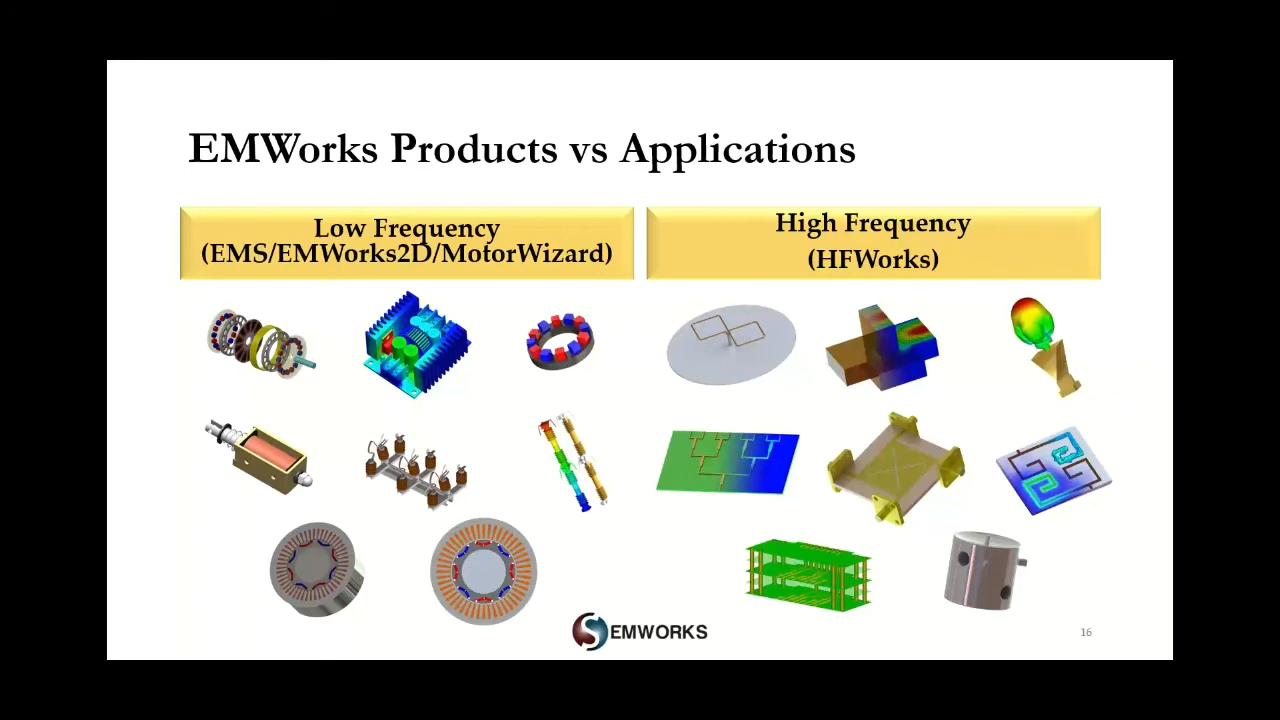 EMWorks Products vs Applications
Low Frequency
(EMS/EMWorks2D/MotorWizard)
High Frequency
(HFWorks)
EMWORKS
16